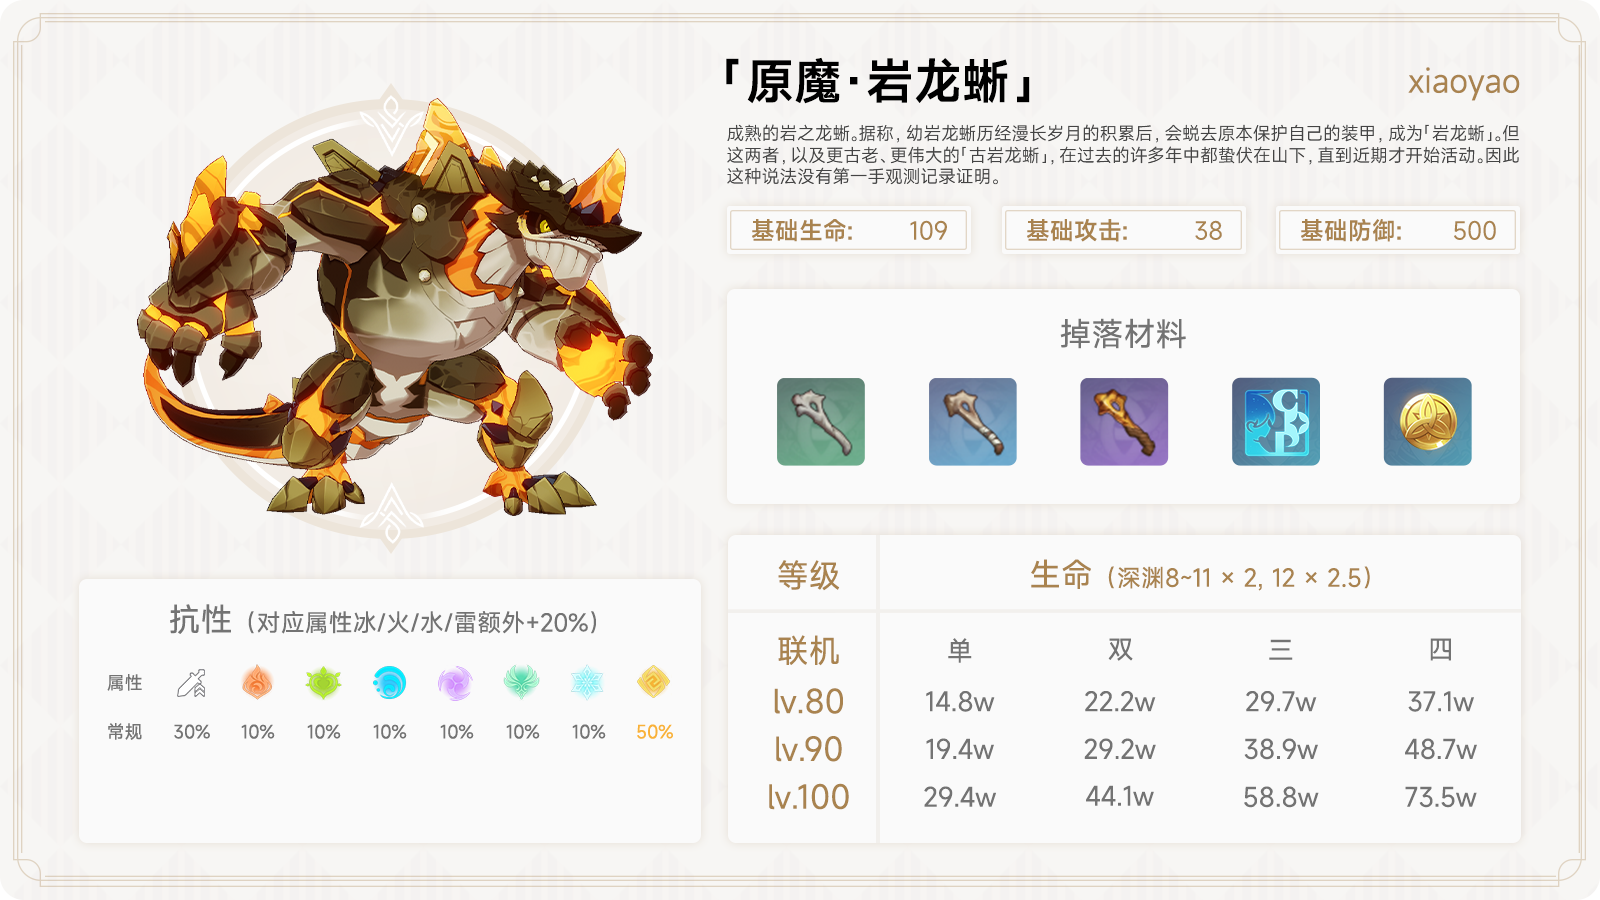 「原魔·岩龙蜥」
xiaoyao
成熟的岩之龙蜥。据称，幼岩龙蜥历经漫长岁月的积累后，会蜕去原本保护自己的装甲，成为「岩龙蜥」。但
这两者，以及更古老、更伟大的「古岩龙蜥」，在过去的许多年中都蛰伏在山下，直到近期才开始活动。因此
这种说法没有第一手观测记录证明。
基础生命: 109
基础攻击: 38
基础防御: 500
掉落材料
抗性（对应属性冰/火/水/雷额外+20%）
属性
常规 30% 10% 10% 10% 10% 10% 10% 50%
等级 生命（深渊8~11 × 2, 12 × 2.5）
联机 单 双 三 四
lv.80 14.8w 22.2w 29.7w 37.1w
lv.90 19.4w 29.2w 38.9w 48.7w
lv.100 29.4w 44.1w 58.8w 73.5w